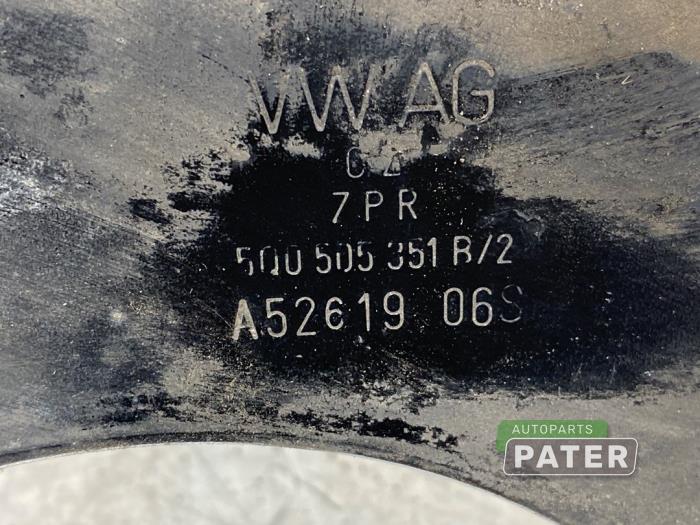 VW AG
7PR
5Q0 505 351 B/2
A52619 06S
AUTOPARTS
PATER